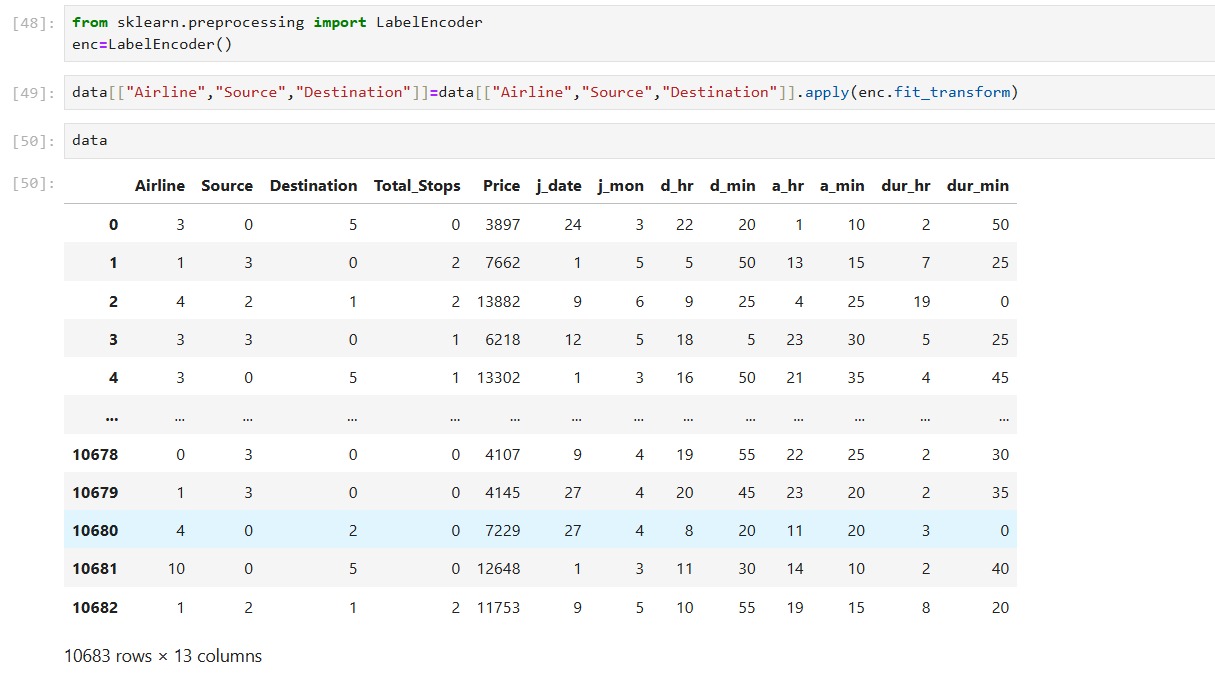 [48]: from sklearn.preprocessing import LabelEncoder
enc=LabelEncoder()
[49]: data[["Airline","Source","Destination"]]=data[["Airline","Source","Destination"]].apply(enc.fit_transform)
[50]: data
[50]:
Airline Source Destination Total_Stops Price j_date j_mon d_hr d_min a_hr a_min dur_hr dur_min
0 3 0 5 0 3897 24 3 22 20 1 10 2 50
1 1 3 0 2 7662 1 5 5 50 13 15 7 25
2 4 2 1 2 13882 9 6 9 25 4 25 19 0
3 3 3 0 1 6218 12 5 18 5 23 30 5 25
4 3 0 5 1 13302 1 3 16 50 21 35 4 45
... ... ... ... ... ... ... ... ... ... ... ... ... ...
10678 0 3 0 0 4107 9 4 19 55 22 25 2 30
10679 1 3 0 0 4145 27 4 20 45 23 20 2 35
10680 4 0 2 0 7229 27 4 8 20 11 20 3 0
10681 10 0 5 0 12648 1 3 11 30 14 10 2 40
10682 1 2 1 2 11753 9 5 10 55 19 15 8 20
10683 rows × 13 columns